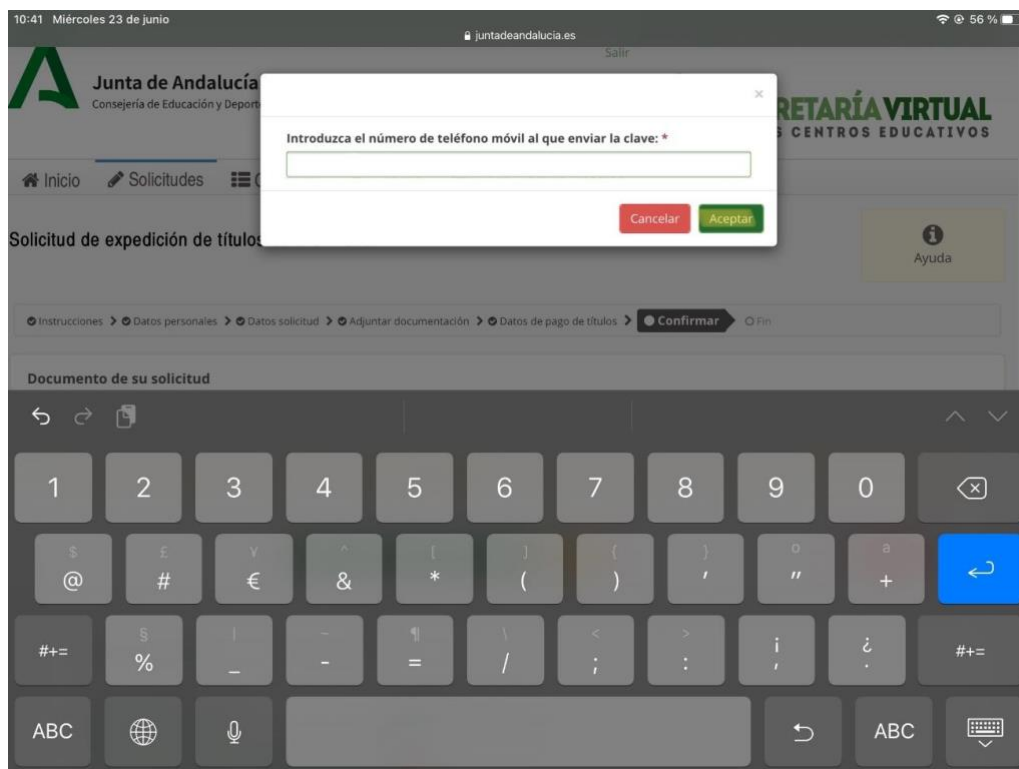 10:41 Miércoles 23 de junio
56 %
juntadeandalucia.es
Salir
Junta de Andalucía
Consejería de Educación y Deport
RETARÍA VIRTUAL
CENTROS EDUCATIVOS
×
Introduzca el número de teléfono móvil al que enviar la clave: *
Cancelar Aceptar
Inicio Solicitudes
Solicitud de expedición de títulos
Ayuda
Instrucciones Datos personales Datos solicitud Adjuntar documentación Datos de pago de títulos Confirmar Fin
Documento de su solicitud
1 2 3 4 5 6 7 8 9 0
$ £ ¥ ^ [ ] { } º ª
@ # € & * ( ) ' " +
§ | ~ ¶ \ < > ¡ ¿
#+= % _ - = / ; : , . #+=
ABC ABC